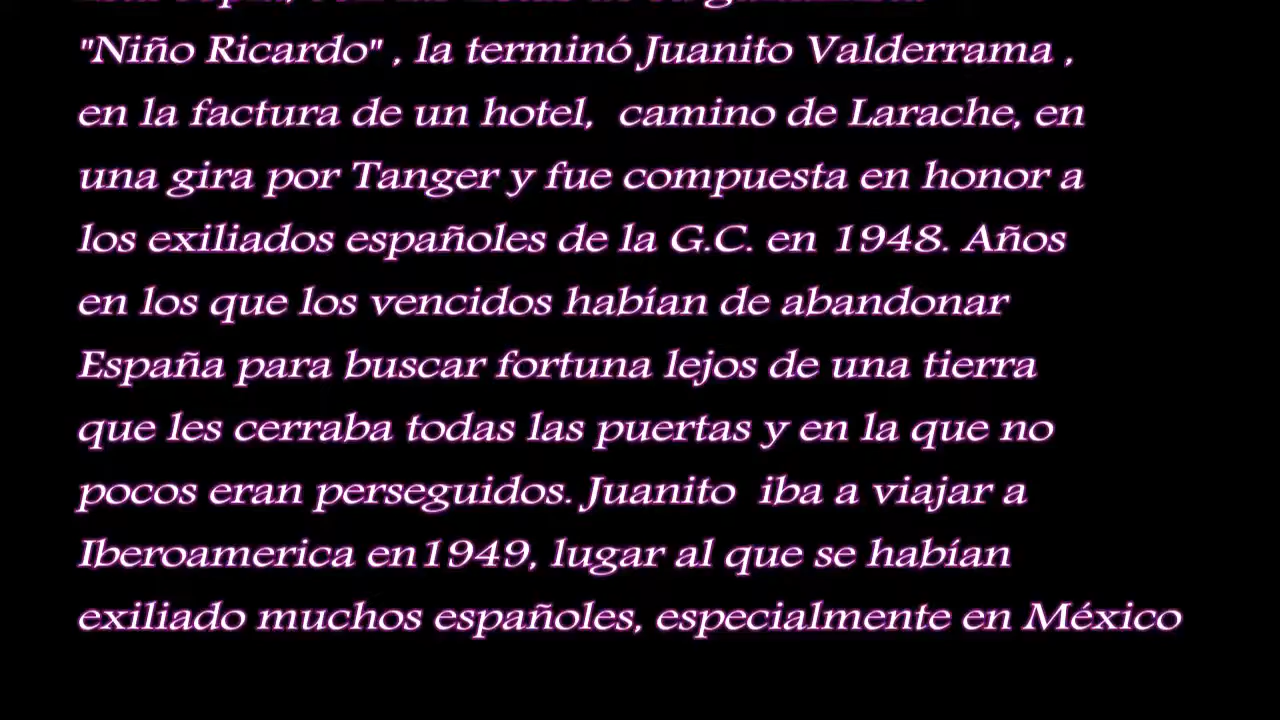 "Niño Ricardo" , la terminó Juanito Valderrama ,
en la factura de un hotel, camino de Larache, en
una gira por Tanger y fue compuesta en honor a
los exiliados españoles de la G.C. en 1948. Años
en los que los vencidos habían de abandonar
España para buscar fortuna lejos de una tierra
que les cerraba todas las puertas y en la que no
pocos eran perseguidos. Juanito iba a viajar a
Iberoamerica en1949, lugar al que se habían
exiliado muchos españoles, especialmente en México